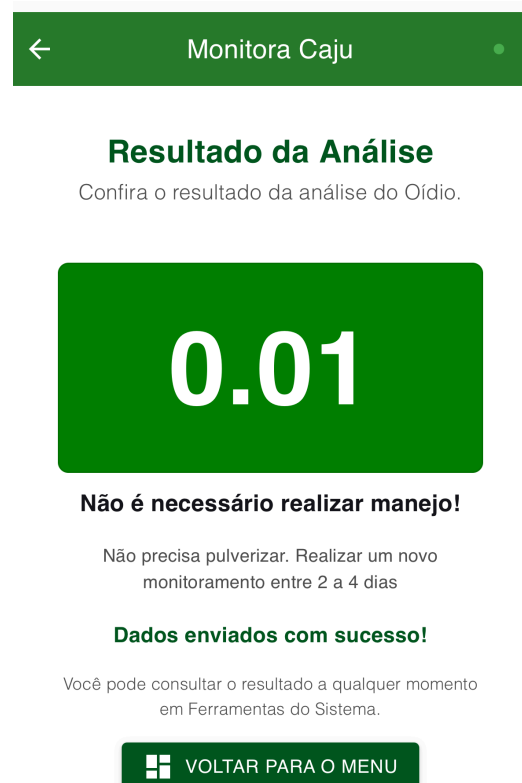 Monitora Caju
Resultado da Análise
Confira o resultado da análise do Oídio.
0.01
Não é necessário realizar manejo!
Não precisa pulverizar. Realizar um novo
monitoramento entre 2 a 4 dias
Dados enviados com sucesso!
Você pode consultar o resultado a qualquer momento
em Ferramentas do Sistema.
VOLTAR PARA O MENU